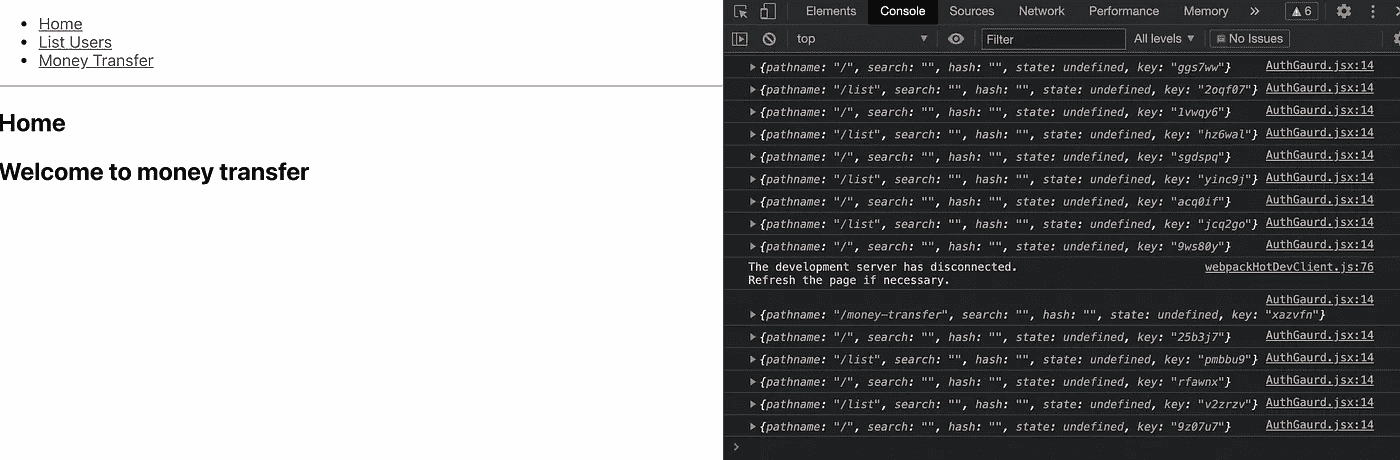 Home
List Users
Money Transfer
Home
Welcome to money transfer
Elements Console Sources Network Performance Memory » 6
top Filter All levels No Issues
{pathname: "/", search: "", hash: "", state: undefined, key: "ggs7ww"} AuthGaurd.jsx:14
{pathname: "/list", search: "", hash: "", state: undefined, key: "2oqf07"} AuthGaurd.jsx:14
{pathname: "/", search: "", hash: "", state: undefined, key: "1vwqy6"} AuthGaurd.jsx:14
{pathname: "/list", search: "", hash: "", state: undefined, key: "hz6wal"} AuthGaurd.jsx:14
{pathname: "/", search: "", hash: "", state: undefined, key: "sgdspq"} AuthGaurd.jsx:14
{pathname: "/list", search: "", hash: "", state: undefined, key: "yinc9j"} AuthGaurd.jsx:14
{pathname: "/", search: "", hash: "", state: undefined, key: "acq0if"} AuthGaurd.jsx:14
{pathname: "/list", search: "", hash: "", state: undefined, key: "jcq2go"} AuthGaurd.jsx:14
{pathname: "/", search: "", hash: "", state: undefined, key: "9ws80y"} AuthGaurd.jsx:14
The development server has disconnected. webpackHotDevClient.js:76
Refresh the page if necessary.
AuthGaurd.jsx:14
{pathname: "/money-transfer", search: "", hash: "", state: undefined, key: "xazvfn"}
{pathname: "/", search: "", hash: "", state: undefined, key: "25b3j7"} AuthGaurd.jsx:14
{pathname: "/list", search: "", hash: "", state: undefined, key: "pmbbu9"} AuthGaurd.jsx:14
{pathname: "/", search: "", hash: "", state: undefined, key: "rfawnx"} AuthGaurd.jsx:14
{pathname: "/list", search: "", hash: "", state: undefined, key: "v2zrzv"} AuthGaurd.jsx:14
{pathname: "/", search: "", hash: "", state: undefined, key: "9z07u7"} AuthGaurd.jsx:14